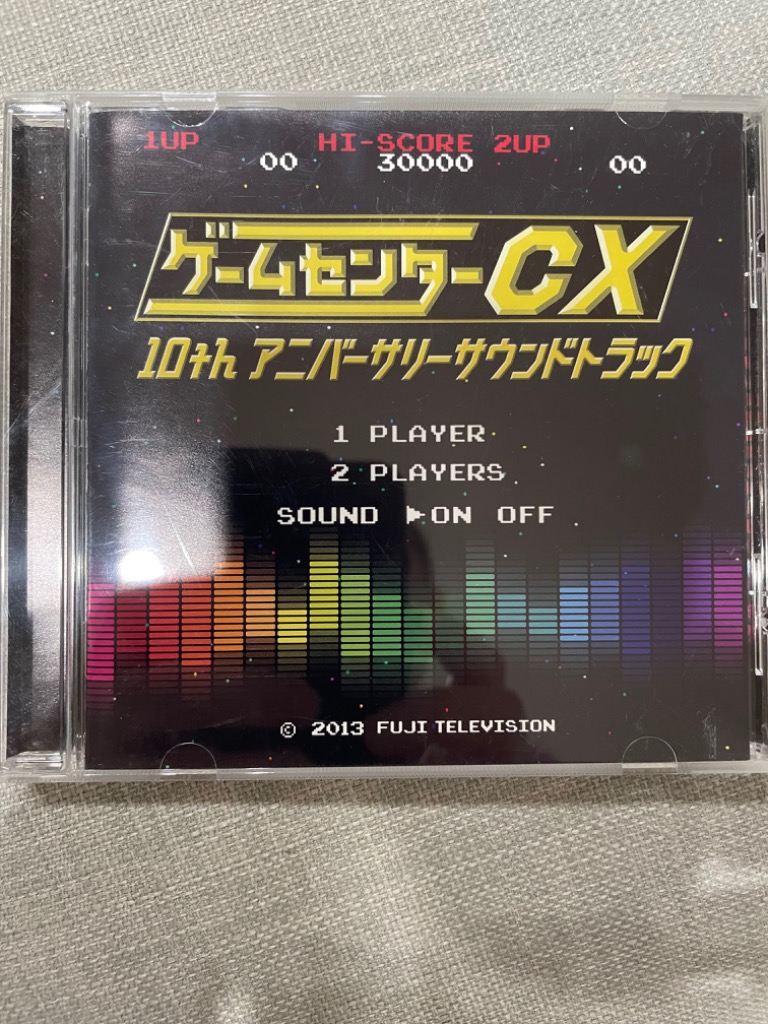 1UP HI-SCORE 2UP
00 30000 00
ゲームセンターCX
10th アニバーサリーサウンドトラック
1 PLAYER
2 PLAYERS
SOUND ▶ON OFF
© 2013 FUJI TELEVISION